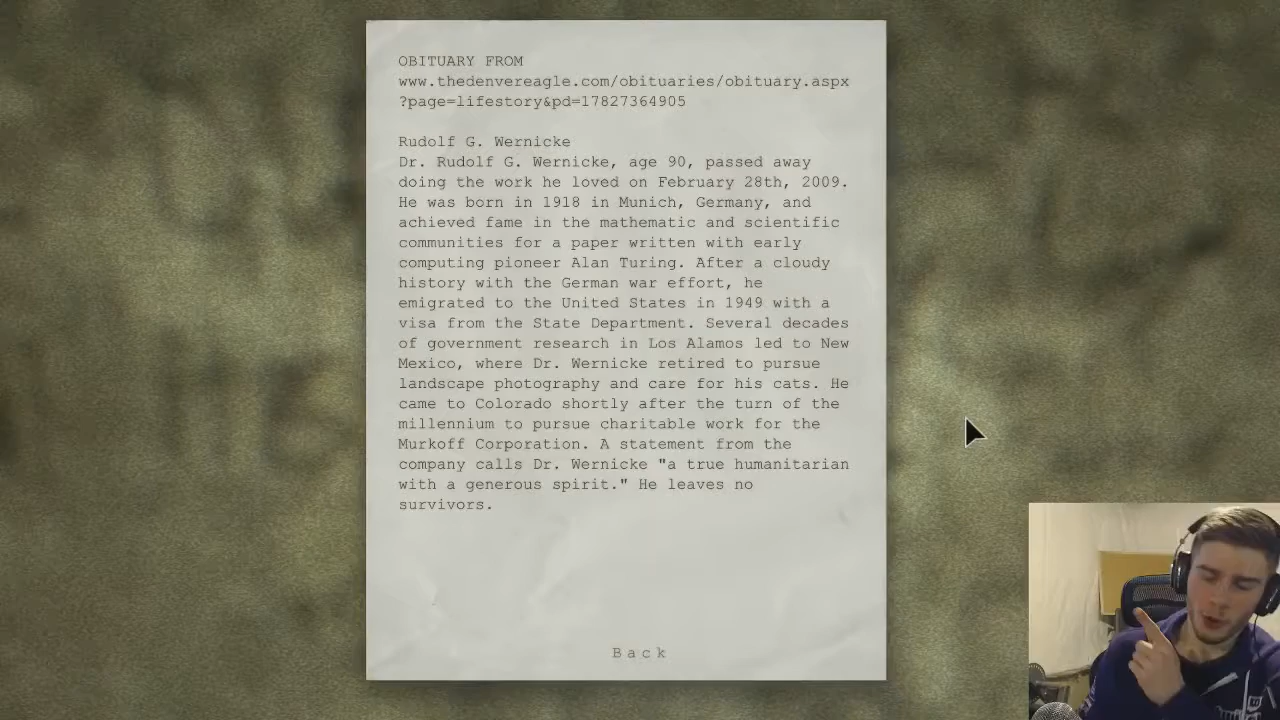 OBITUARY FROM
www.thedenvereagle.com/obituaries/obituary.aspx
?page=lifestory&pd=17827364905
Rudolf G. Wernicke
Dr. Rudolf G. Wernicke, age 90, passed away
doing the work he loved on February 28th, 2009.
He was born in 1918 in Munich, Germany, and
achieved fame in the mathematic and scientific
communities for a paper written with early
computing pioneer Alan Turing. After a cloudy
history with the German war effort, he
emigrated to the United States in 1949 with a
visa from the State Department. Several decades
of government research in Los Alamos led to New
Mexico, where Dr. Wernicke retired to pursue
landscape photography and care for his cats. He
came to Colorado shortly after the turn of the
millennium to pursue charitable work for the
Murkoff Corporation. A statement from the
company calls Dr. Wernicke "a true humanitarian
with a generous spirit." He leaves no
survivors.
Back